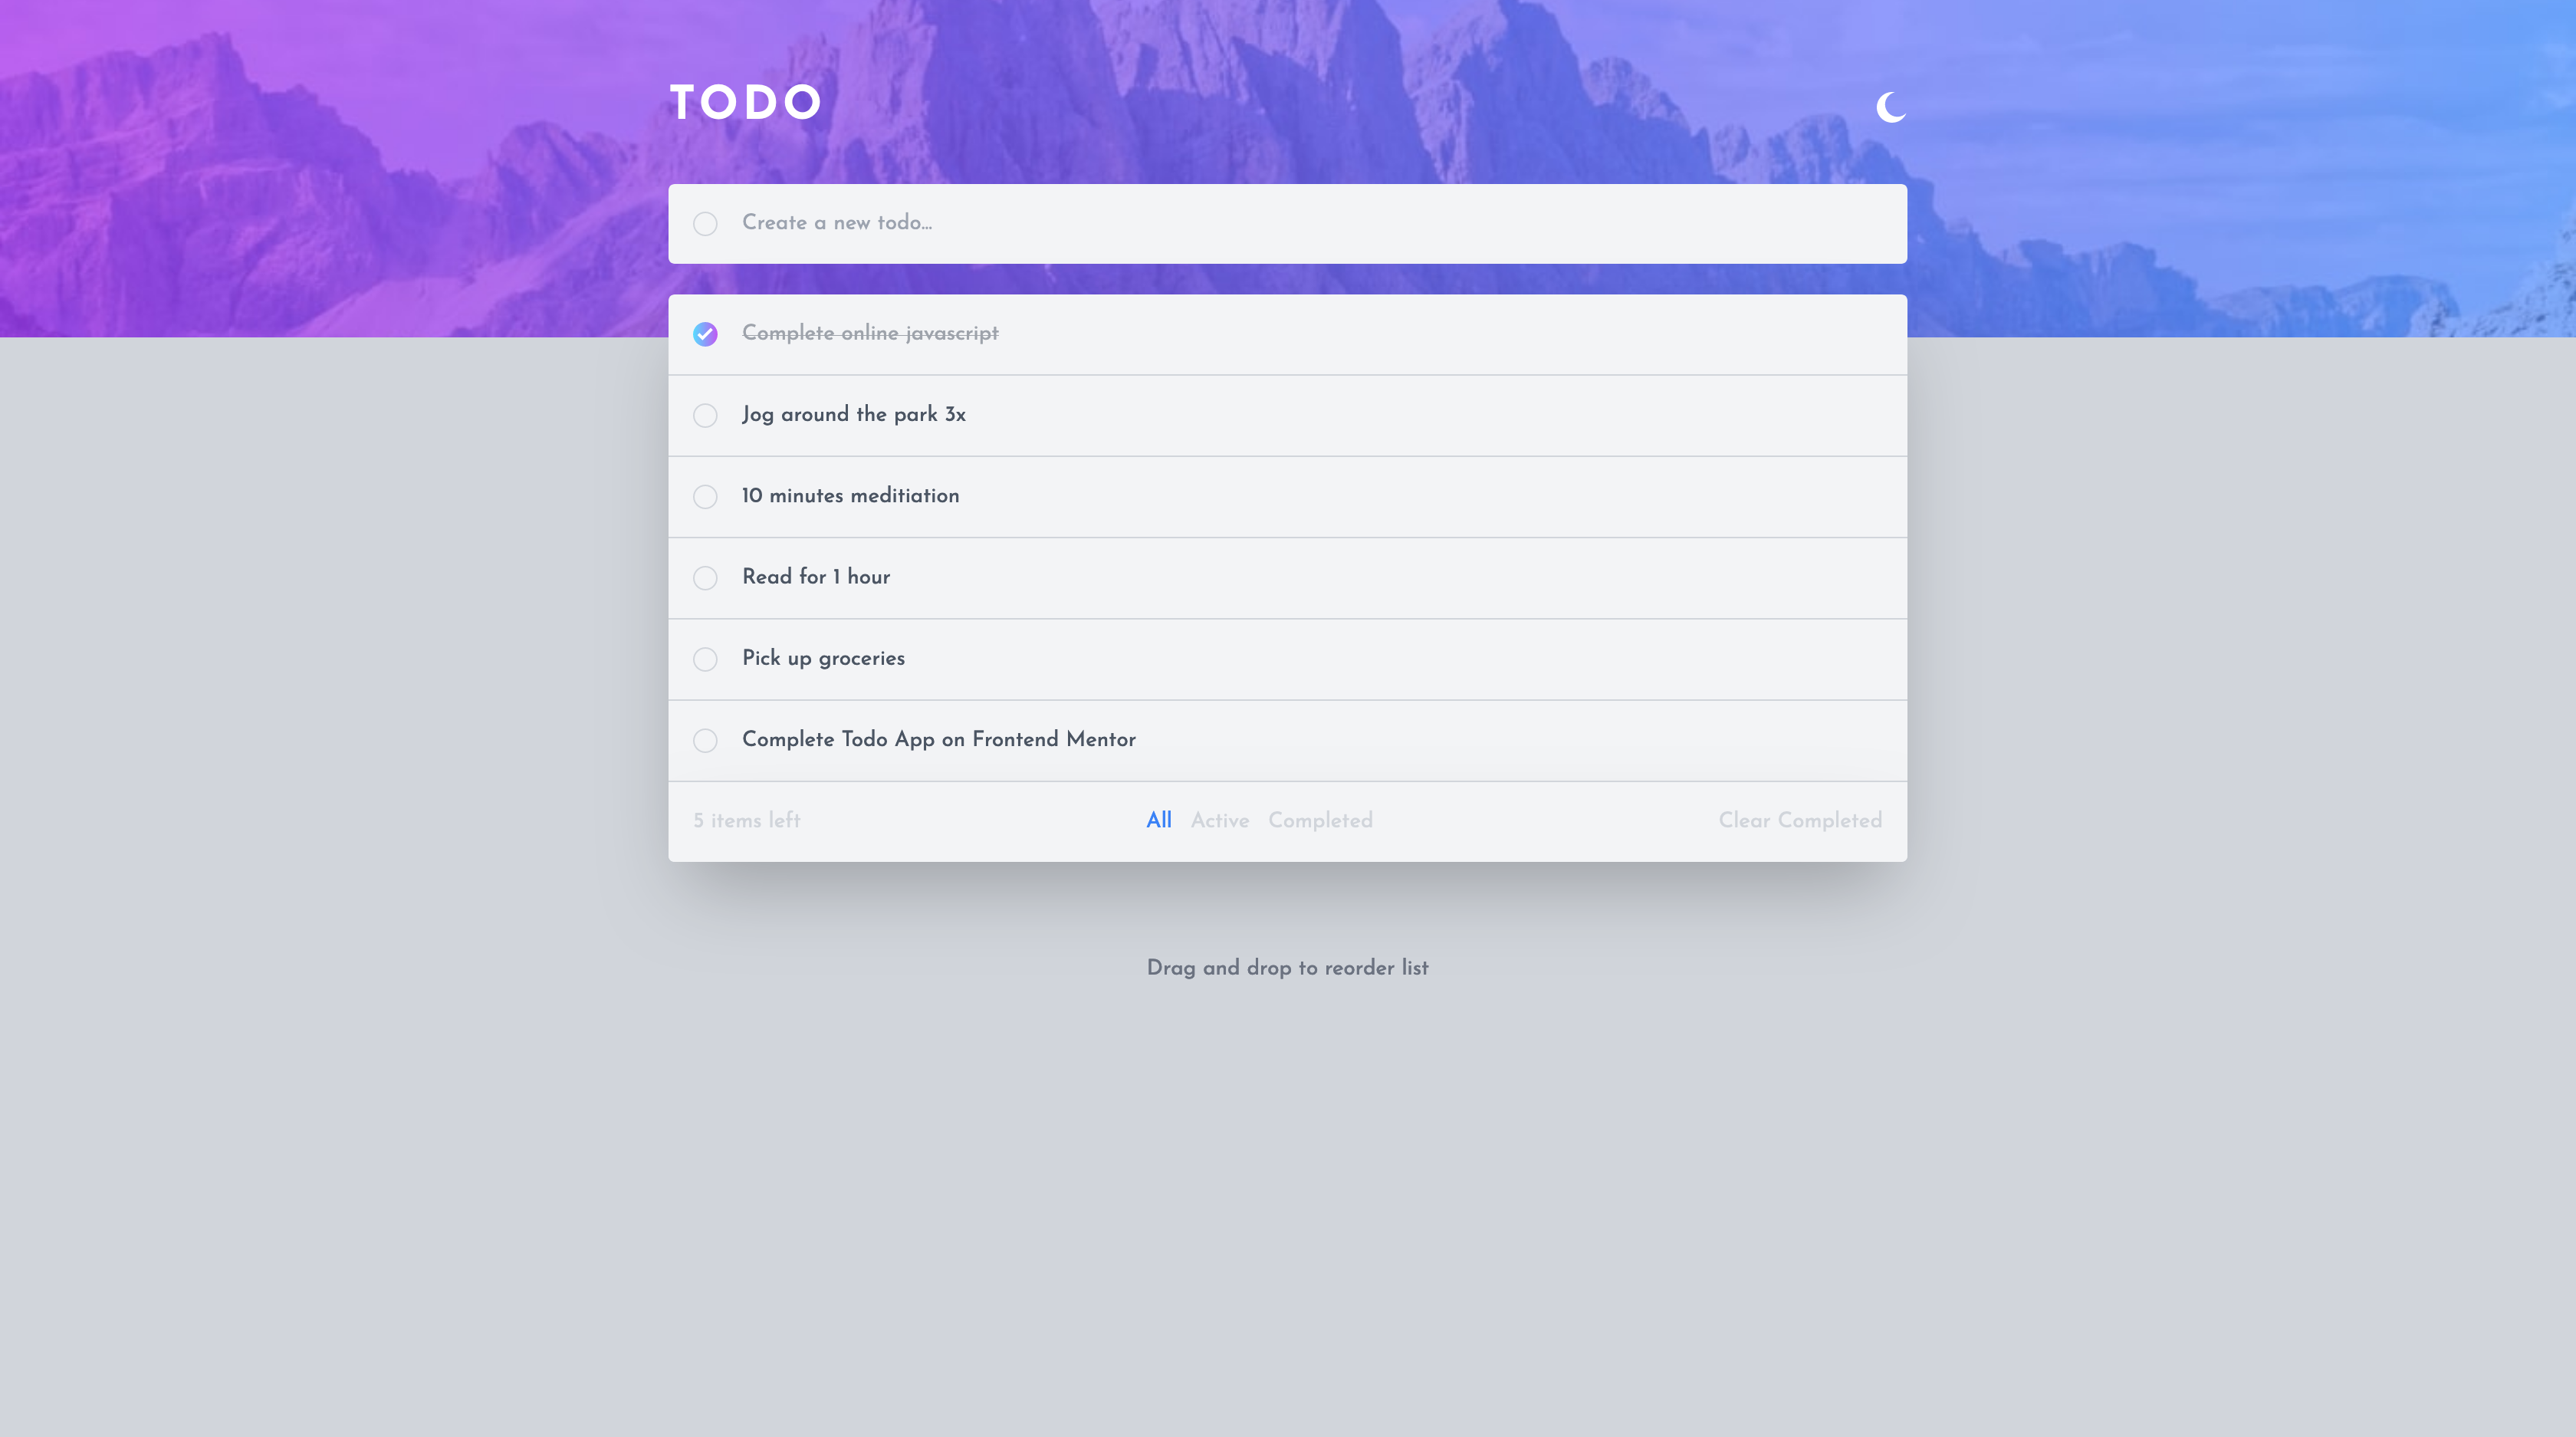 TODO
Create a new todo...
Complete online javascript
Jog around the park 3x
10 minutes meditiation
Read for 1 hour
Pick up groceries
Complete Todo App on Frontend Mentor
5 items left All Active Completed Clear Completed
Drag and drop to reorder list